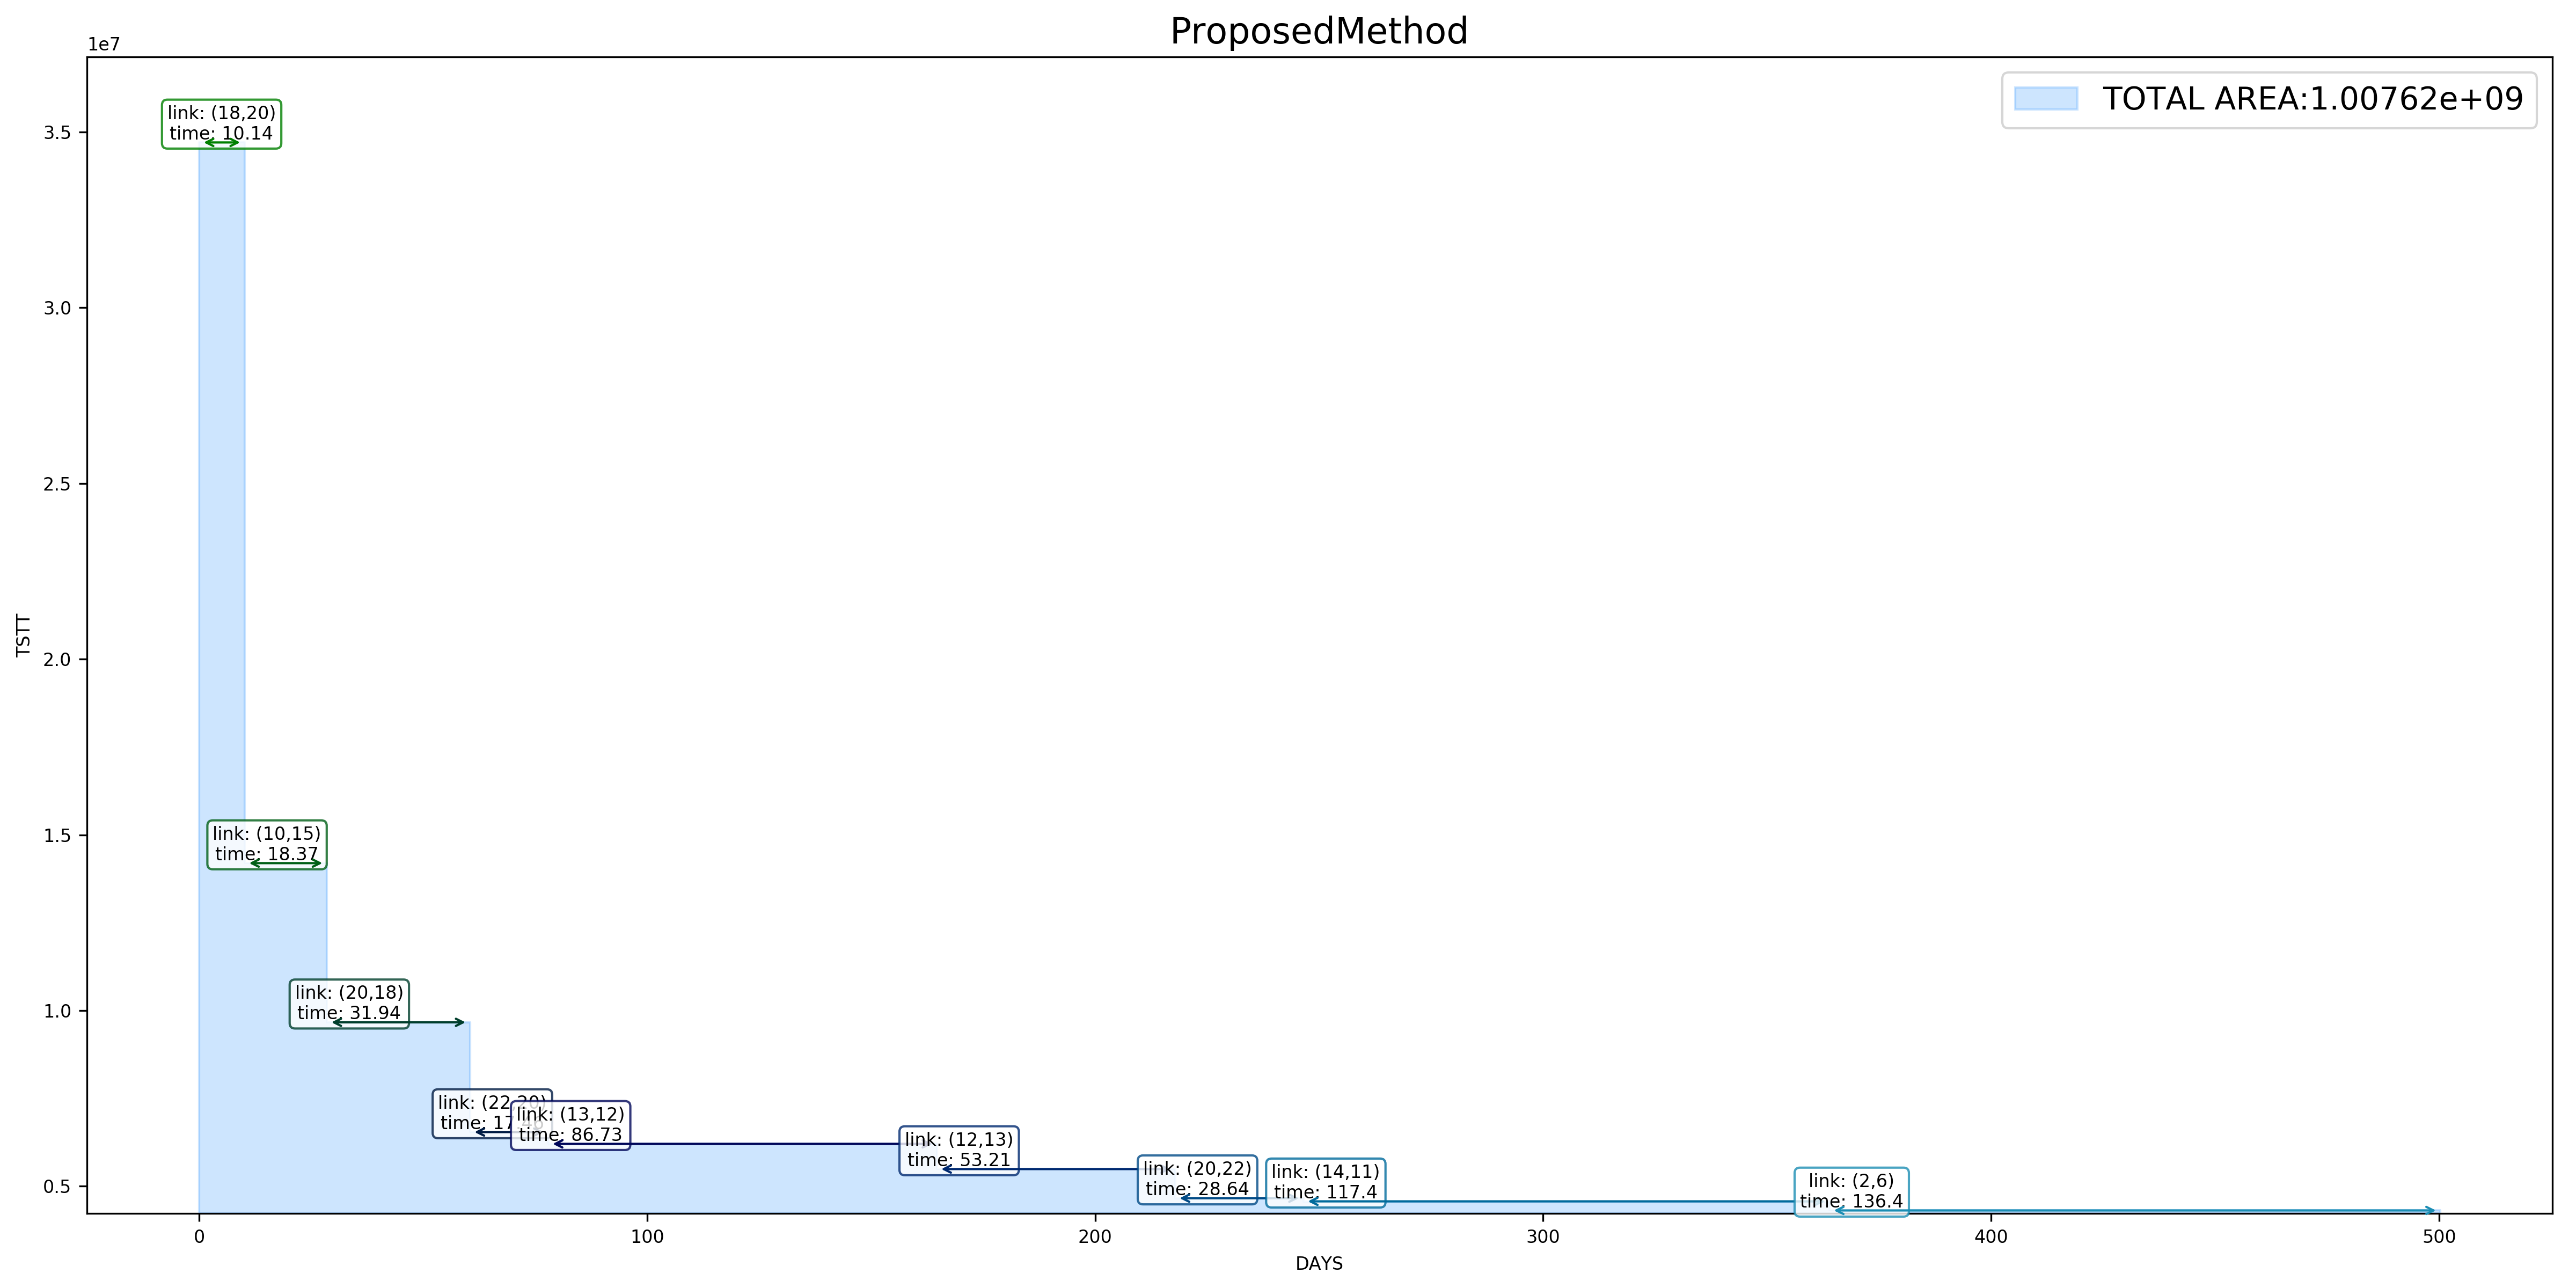 ProposedMethod
1e7
TOTAL AREA:1.00762e+09
3.5
3.0
2.5
2.0
1.5
1.0
0.5
TSTT
link: (18,20)
time: 10.14
link: (10,15)
time: 18.37
link: (20,18)
time: 31.94
link: (22,20)
time: 17
link: (13,12)
time: 86.73
link: (12,13)
time: 53.21
link: (20,22)
time: 28.64
link: (14,11)
time: 117.4
link: (2,6)
time: 136.4
0
100
200
300
400
500
DAYS